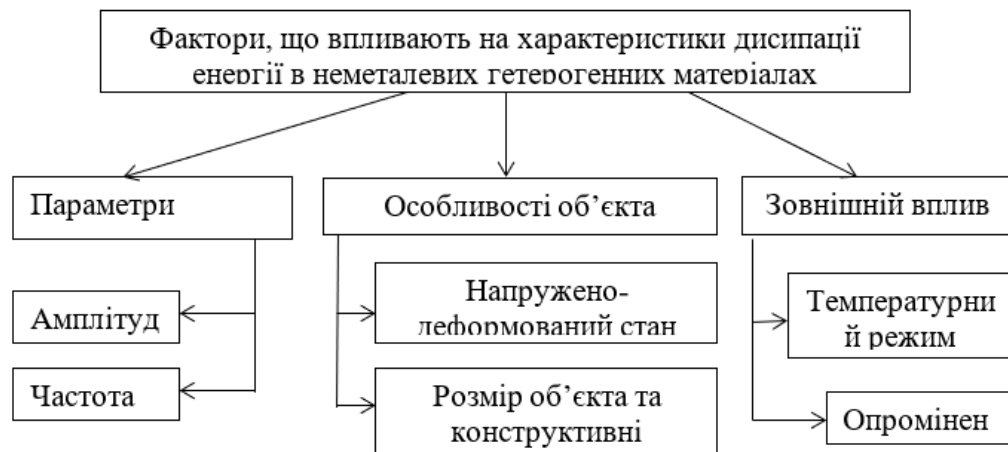 Фактори, що впливають на характеристики дисипації
енергії в неметалевих гетерогенних матеріалах
Параметри
Особливості об’єкта
Зовнішній вплив
Амплітуд
Частота
Напружено-
деформований стан
Розмір об’єкта та
конструктивні
Температурни
й режим
Опромінен